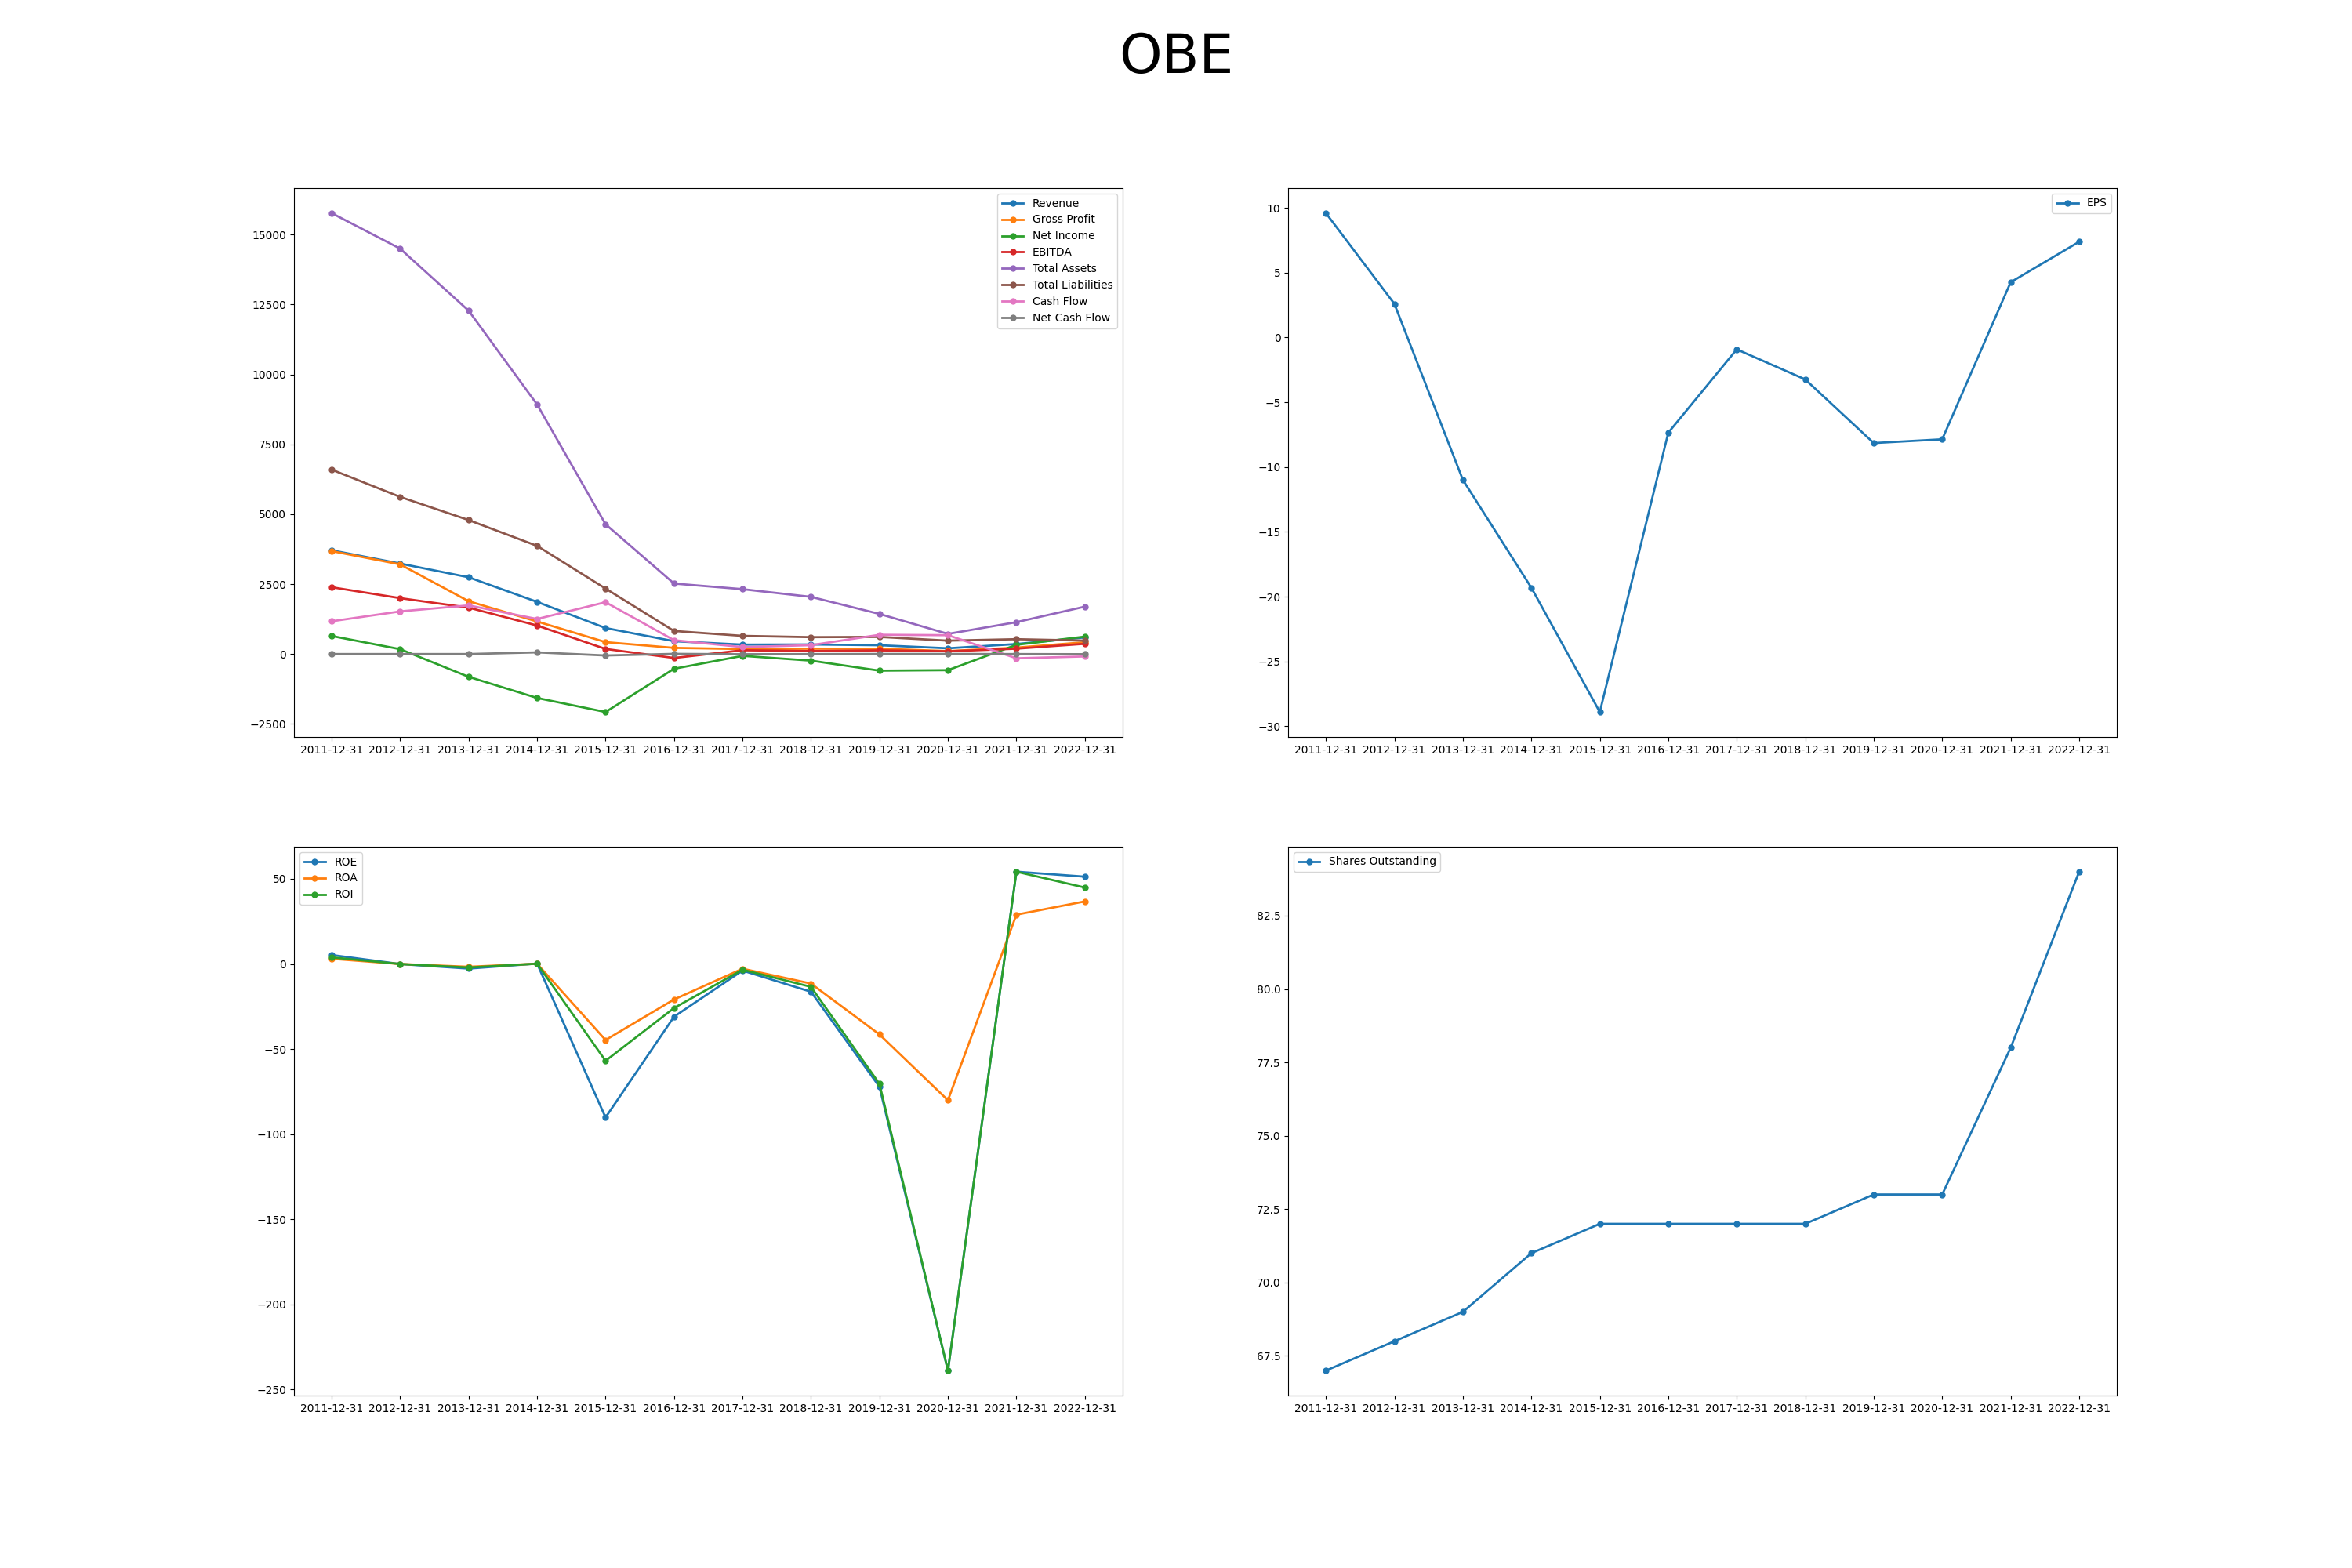 OBE
Revenue
Gross Profit
Net Income
EBITDA
Total Assets
Total Liabilities
Cash Flow
Net Cash Flow
15000
12500
10000
7500
5000
2500
0
−2500
2011-12-31 2012-12-31 2013-12-31 2014-12-31 2015-12-31 2016-12-31 2017-12-31 2018-12-31 2019-12-31 2020-12-31 2021-12-31 2022-12-31
EPS
10
5
0
−5
−10
−15
−20
−25
−30
2011-12-31 2012-12-31 2013-12-31 2014-12-31 2015-12-31 2016-12-31 2017-12-31 2018-12-31 2019-12-31 2020-12-31 2021-12-31 2022-12-31
ROE
ROA
ROI
50
0
−50
−100
−150
−200
−250
2011-12-31 2012-12-31 2013-12-31 2014-12-31 2015-12-31 2016-12-31 2017-12-31 2018-12-31 2019-12-31 2020-12-31 2021-12-31 2022-12-31
Shares Outstanding
82.5
80.0
77.5
75.0
72.5
70.0
67.5
2011-12-31 2012-12-31 2013-12-31 2014-12-31 2015-12-31 2016-12-31 2017-12-31 2018-12-31 2019-12-31 2020-12-31 2021-12-31 2022-12-31